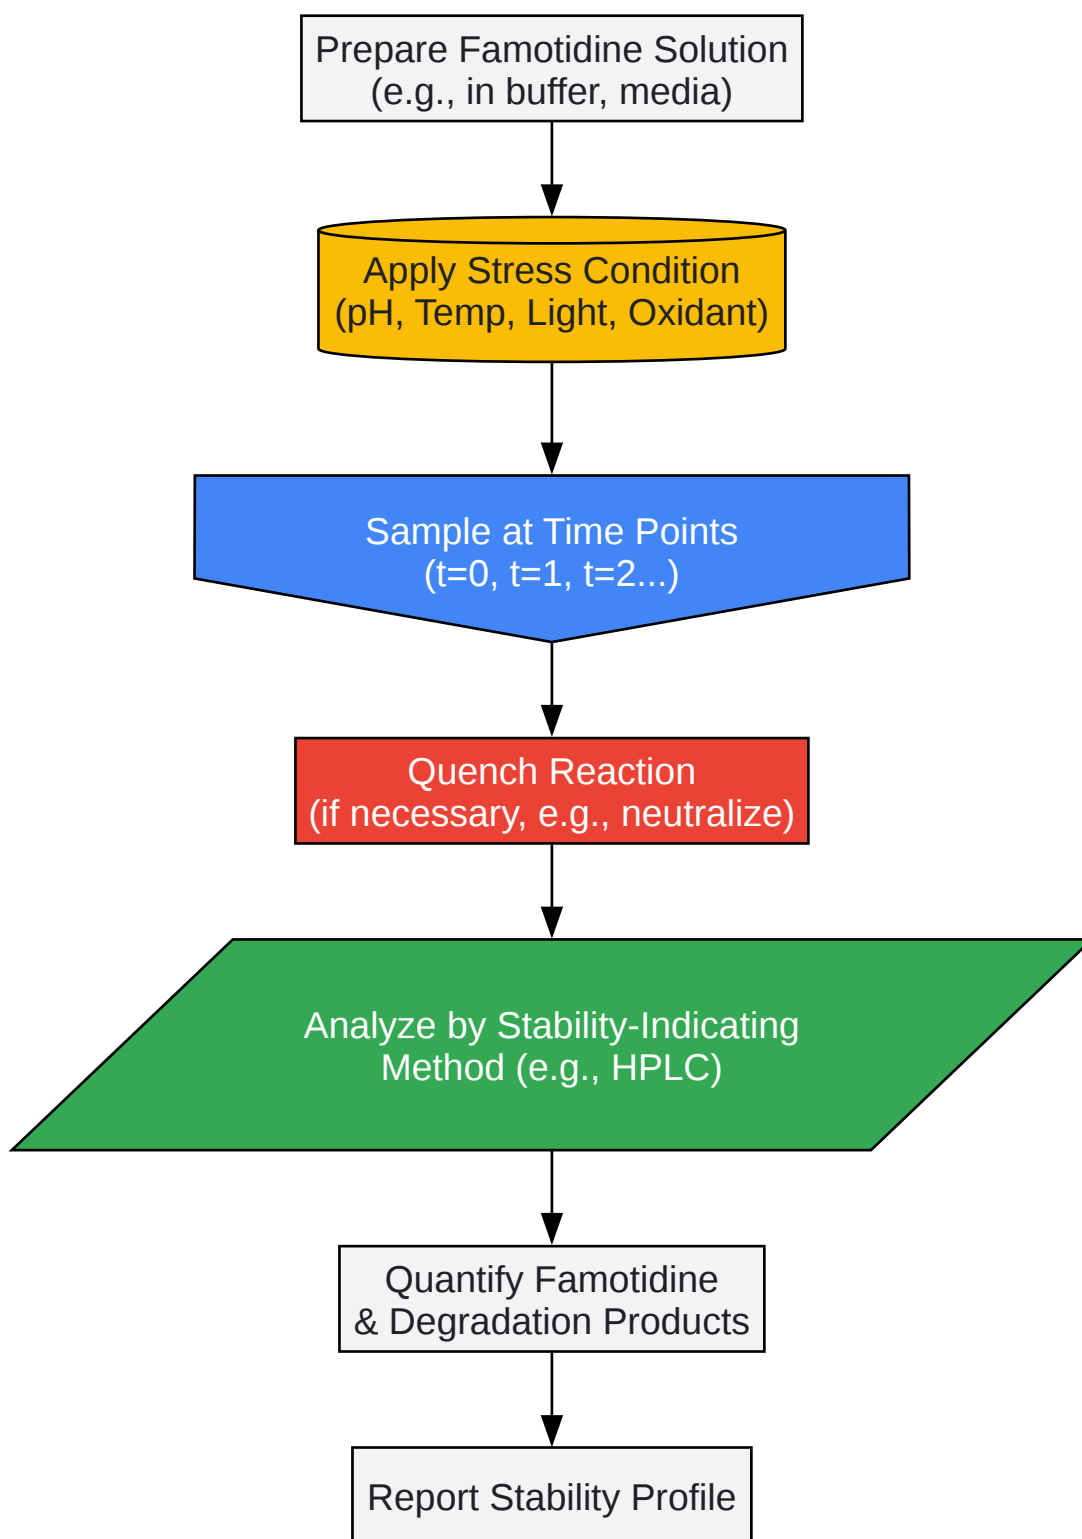 Prepare Famotidine Solution
(e.g., in buffer, media)
Apply Stress Condition
(pH, Temp, Light, Oxidant)
Sample at Time Points
(t=0, t=1, t=2...)
Quench Reaction
(if necessary, e.g., neutralize)
Analyze by Stability-Indicating
Method (e.g., HPLC)
Quantify Famotidine
& Degradation Products
Report Stability Profile